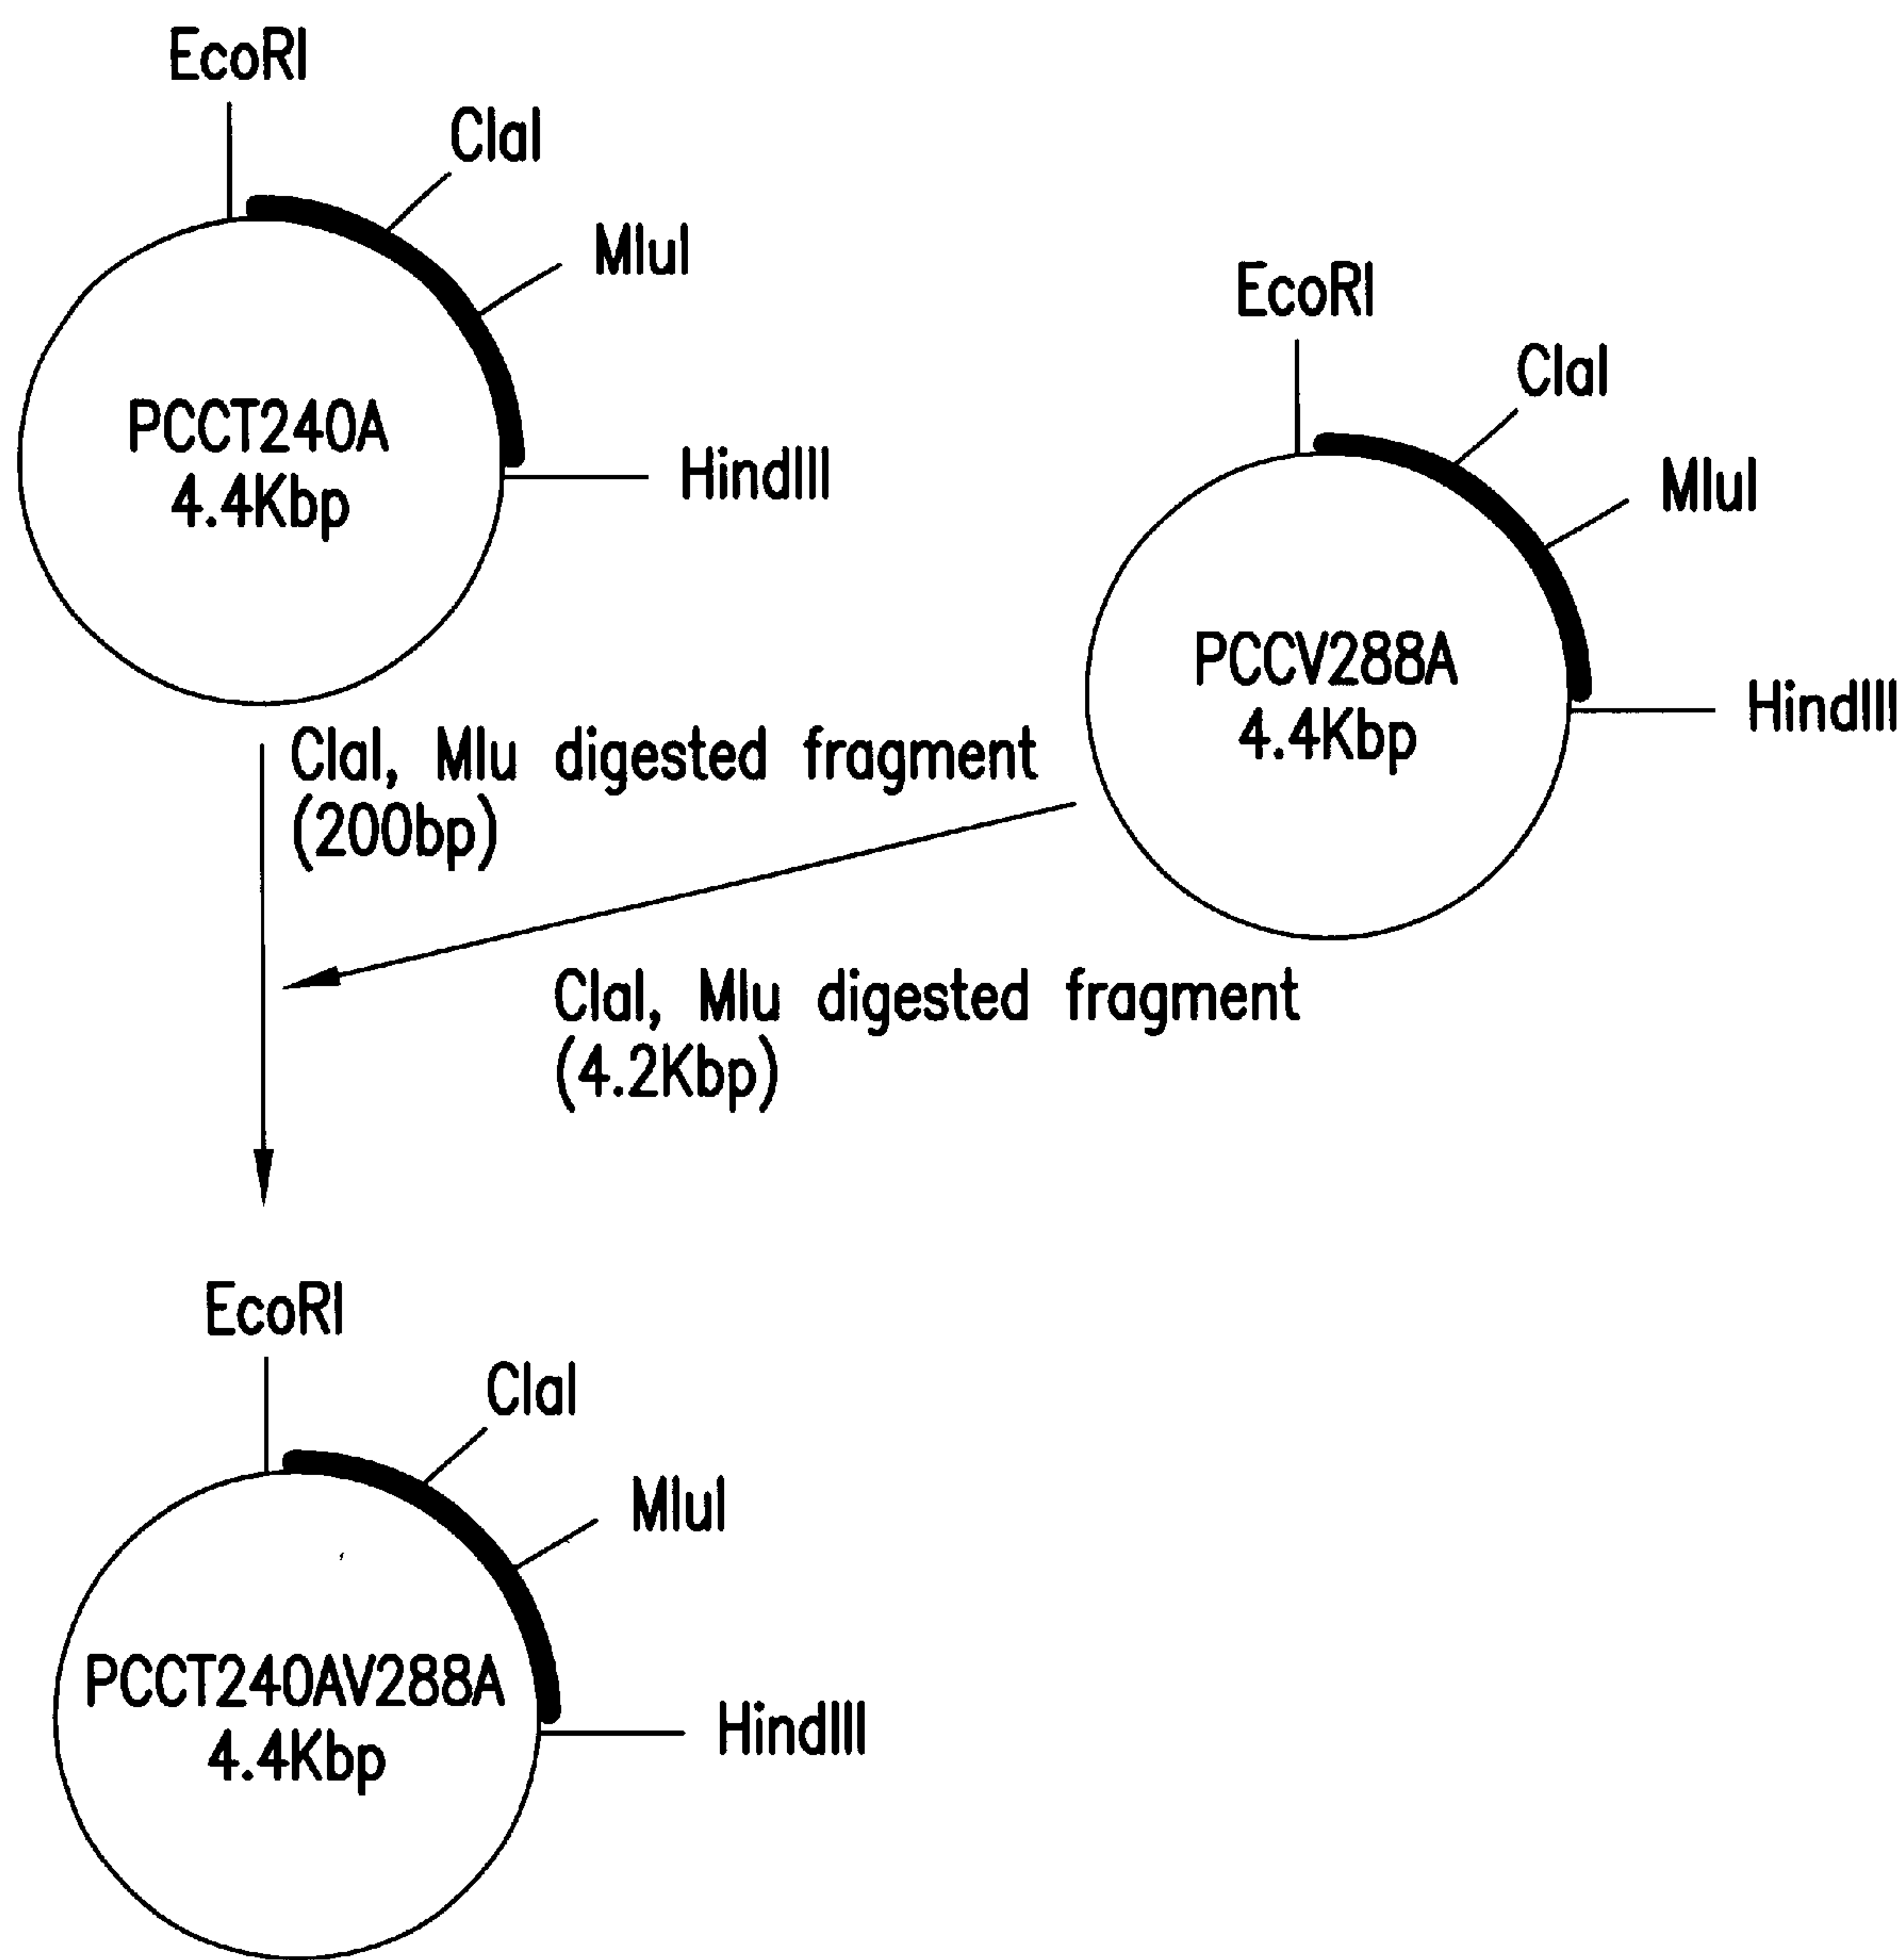 EcoRI
ClaI
MluI
PCCT240A
4.4Kbp
HindIII
EcoRI
ClaI
MluI
PCCV288A
4.4Kbp
HindIII
ClaI, Mlu digested fragment
(200bp)
ClaI, Mlu digested fragment
(4.2Kbp)
EcoRI
ClaI
MluI
PCCT240AV288A
4.4Kbp
HindIII